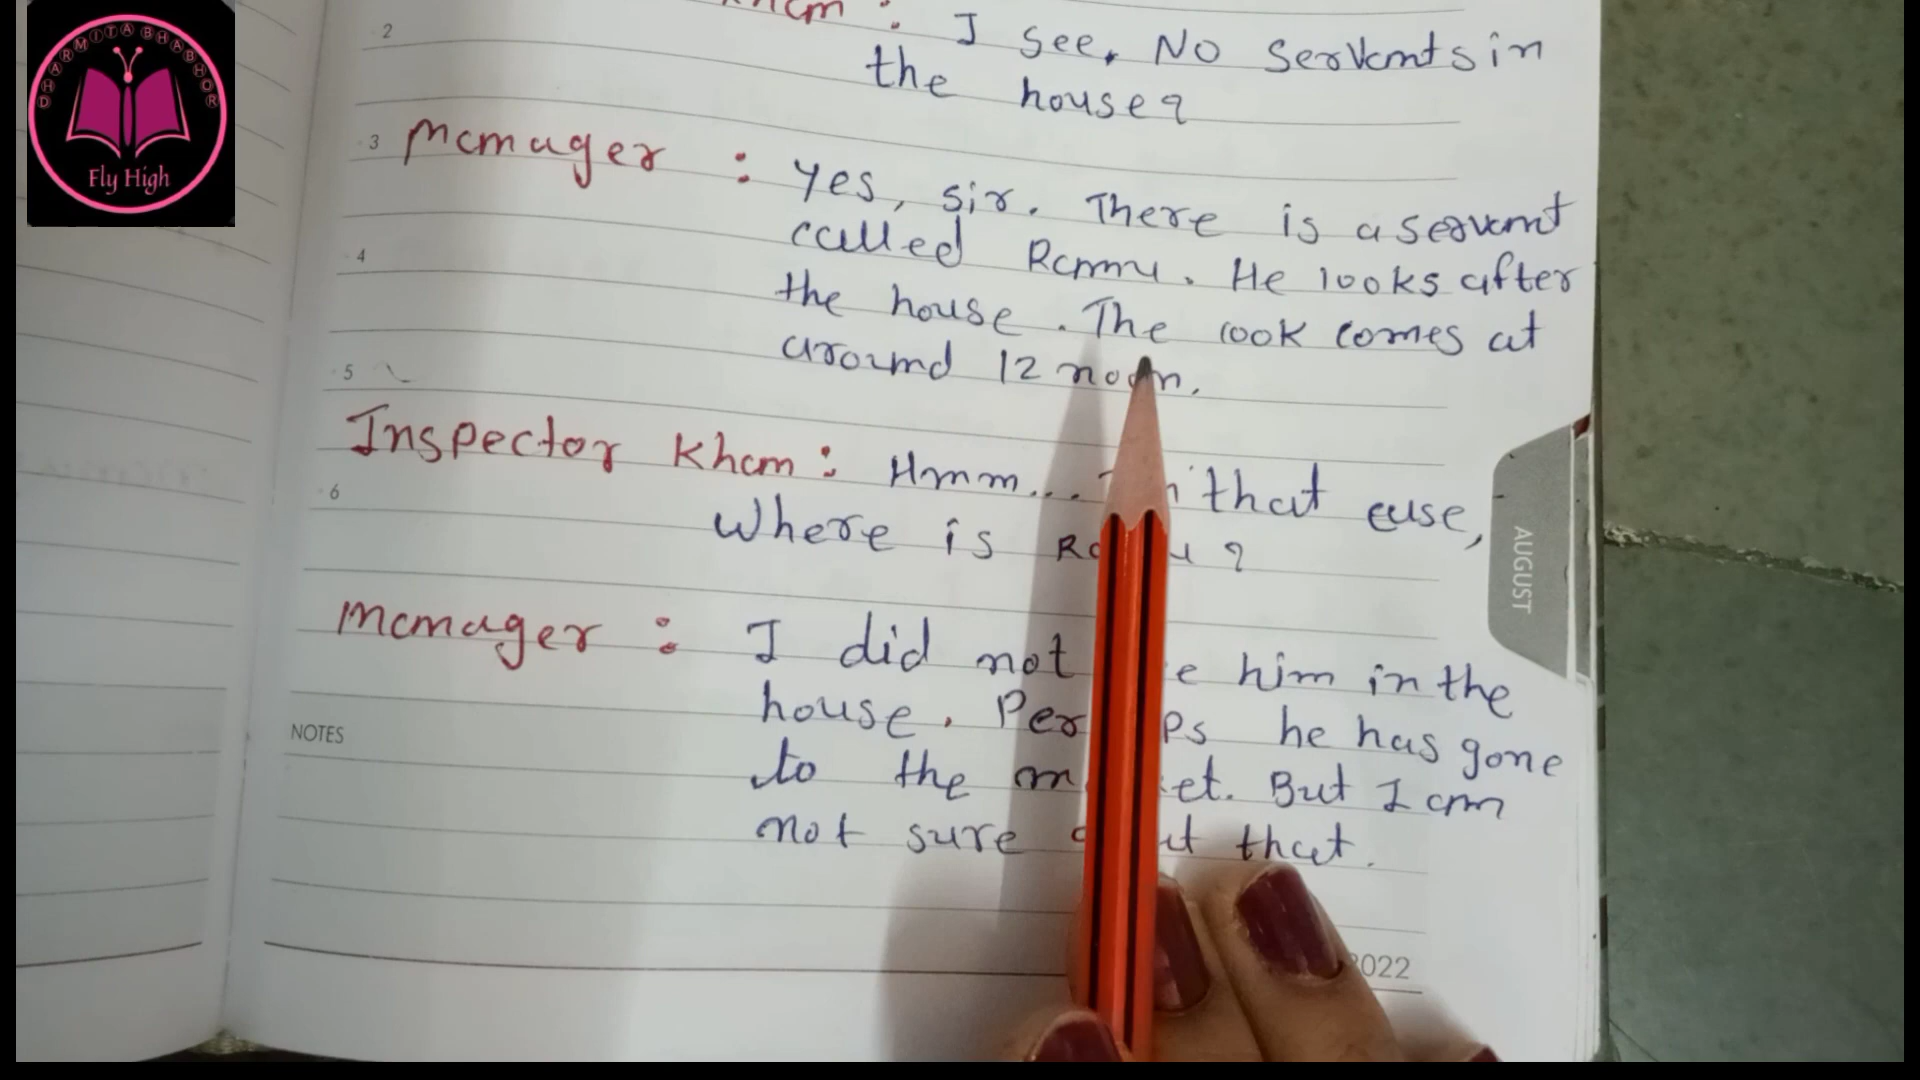 DHARMITA BHABHOR
Fly High
2
: I see. No servants in
the house?
3
Manager : Yes, sir. There is a servant
called Ramu. He looks after
4
the house. The cook comes at
around 12 noon.
5
Inspector Khan: Hmm... that case,
6
Where is ?
Manager : I did not him in the
house. he has gone
NOTES
to the But I am
not sure that.
AUGUST
2022